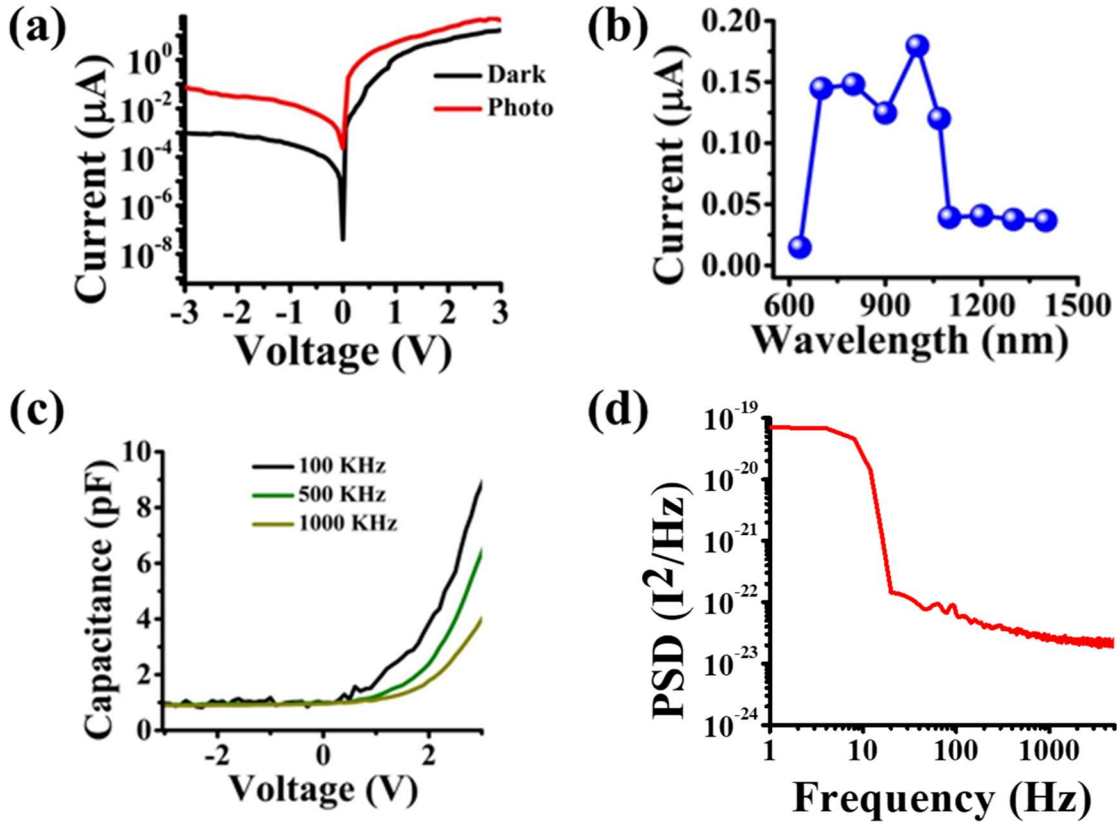 (a)
Current (μA)
10^0
10^-2
10^-4
10^-6
10^-8
Dark
Photo
-3 -2 -1 0 1 2 3
Voltage (V)
(b)
Current (μA)
0.20
0.15
0.10
0.05
0.00
600 900 1200 1500
Wavelength (nm)
(c)
Capacitance (pF)
10
8
6
4
2
0
100 KHz
500 KHz
1000 KHz
-2 0 2
Voltage (V)
(d)
PSD (I^2/Hz)
10^-19
10^-20
10^-21
10^-22
10^-23
10^-24
1 10 100 1000
Frequency (Hz)